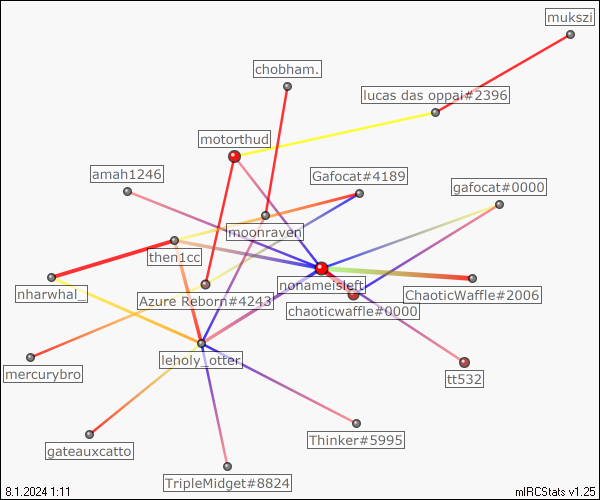 mukszi
chobham.
lucas das oppai#2396
motorthud
amah1246
Gafocat#4189
gafocat#0000
moonraven
then1cc
nonameisleft
nharwhal_
Azure Reborn#4243
ChaoticWaffle#2006
chaoticwaffle#0000
leholy_otter
mercurybro
tt532
Thinker#5995
gateauxcatto
TripleMidget#8824
8.1.2024 1:11
mIRCStats v1.25